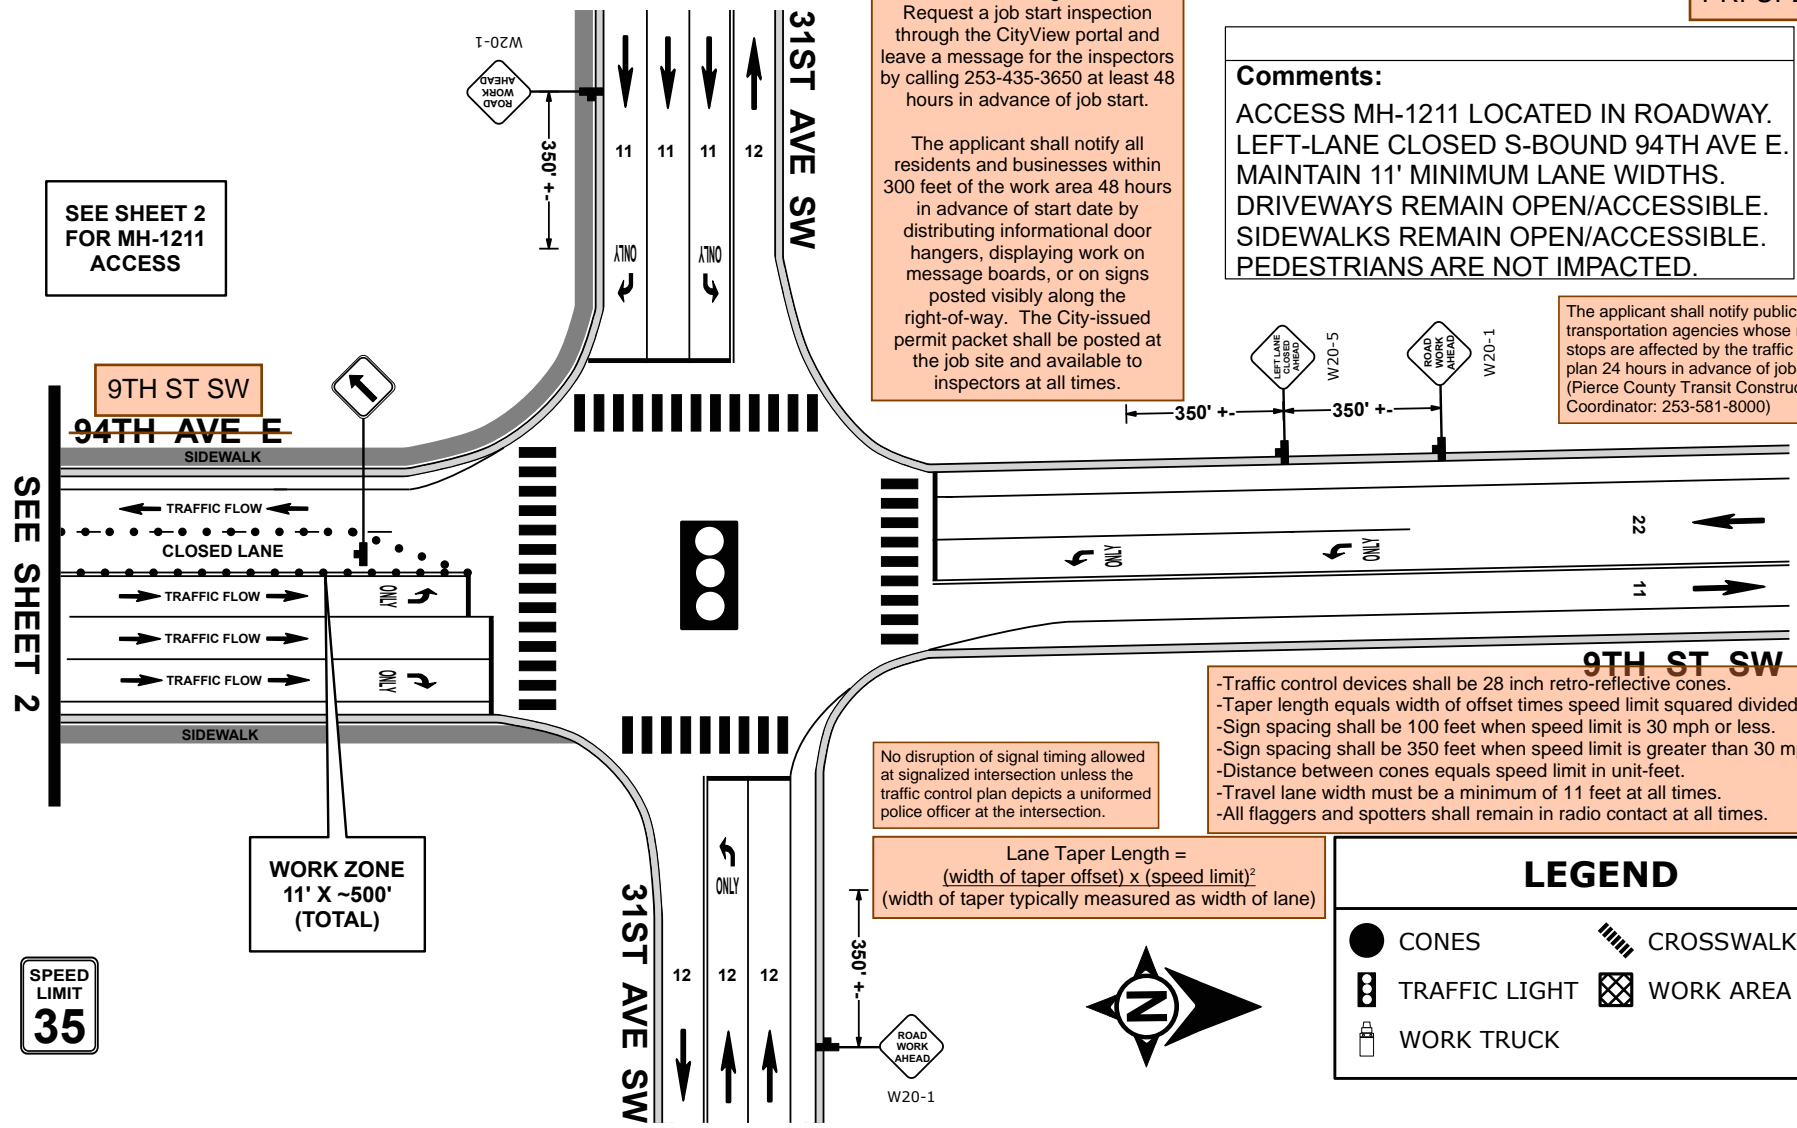 Request a job start inspection
through the CityView portal and
leave a message for the inspectors
by calling 253-435-3650 at least 48
hours in advance of job start.
The applicant shall notify all
residents and businesses within
300 feet of the work area 48 hours
in advance of start date by
distributing informational door
hangers, displaying work on
message boards, or on signs
posted visibly along the
right-of-way. The City-issued
permit packet shall be posted at
the job site and available to
inspectors at all times.
Comments:
ACCESS MH-1211 LOCATED IN ROADWAY.
LEFT-LANE CLOSED S-BOUND 94TH AVE E.
MAINTAIN 11' MINIMUM LANE WIDTHS.
DRIVEWAYS REMAIN OPEN/ACCESSIBLE.
SIDEWALKS REMAIN OPEN/ACCESSIBLE.
PEDESTRIANS ARE NOT IMPACTED.
W20-1
ROAD
WORK
AHEAD
350' +-
11
11
11
12
ONLY
ONLY
31ST AVE SW
SEE SHEET 2
FOR MH-1211
ACCESS
9TH ST SW
94TH AVE E
SIDEWALK
SEE SHEET 2
TRAFFIC FLOW
CLOSED LANE
TRAFFIC FLOW
ONLY
TRAFFIC FLOW
TRAFFIC FLOW
ONLY
SIDEWALK
WORK ZONE
11' X ~500'
(TOTAL)
SPEED
LIMIT
35
LEFT LANE
CLOSED
AHEAD
W20-5
ROAD
WORK
AHEAD
W20-1
350' +-
350' +-
The applicant shall notify public
transportation agencies whose
stops are affected by the traffic
plan 24 hours in advance of job
(Pierce County Transit
Coordinator: 253-581-8000)
22
ONLY
ONLY
11
9TH ST SW
-Traffic control devices shall be 28 inch retro-reflective cones.
-Taper length equals width of offset times speed limit squared divided
-Sign spacing shall be 100 feet when speed limit is 30 mph or less.
-Sign spacing shall be 350 feet when speed limit is greater than 30
-Distance between cones equals speed limit in unit-feet.
-Travel lane width must be a minimum of 11 feet at all times.
-All flaggers and spotters shall remain in radio contact at all times.
No disruption of signal timing allowed
at signalized intersection unless the
traffic control plan depicts a uniformed
police officer at the intersection.
Lane Taper Length =
(width of taper offset) x (speed limit)²
(width of taper typically measured as width of lane)
31ST AVE SW
ONLY
12
12
12
350' +-
ROAD
WORK
AHEAD
W20-1
N
LEGEND
CONES
CROSSWALK
TRAFFIC LIGHT
WORK AREA
WORK TRUCK